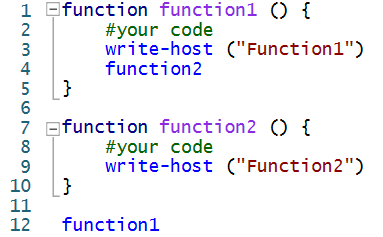 1 function function1 () {
2 #your code
3 write-host ("Function1")
4 function2
5 }
6
7 function function2 () {
8 #your code
9 write-host ("Function2")
10 }
11
12 function1